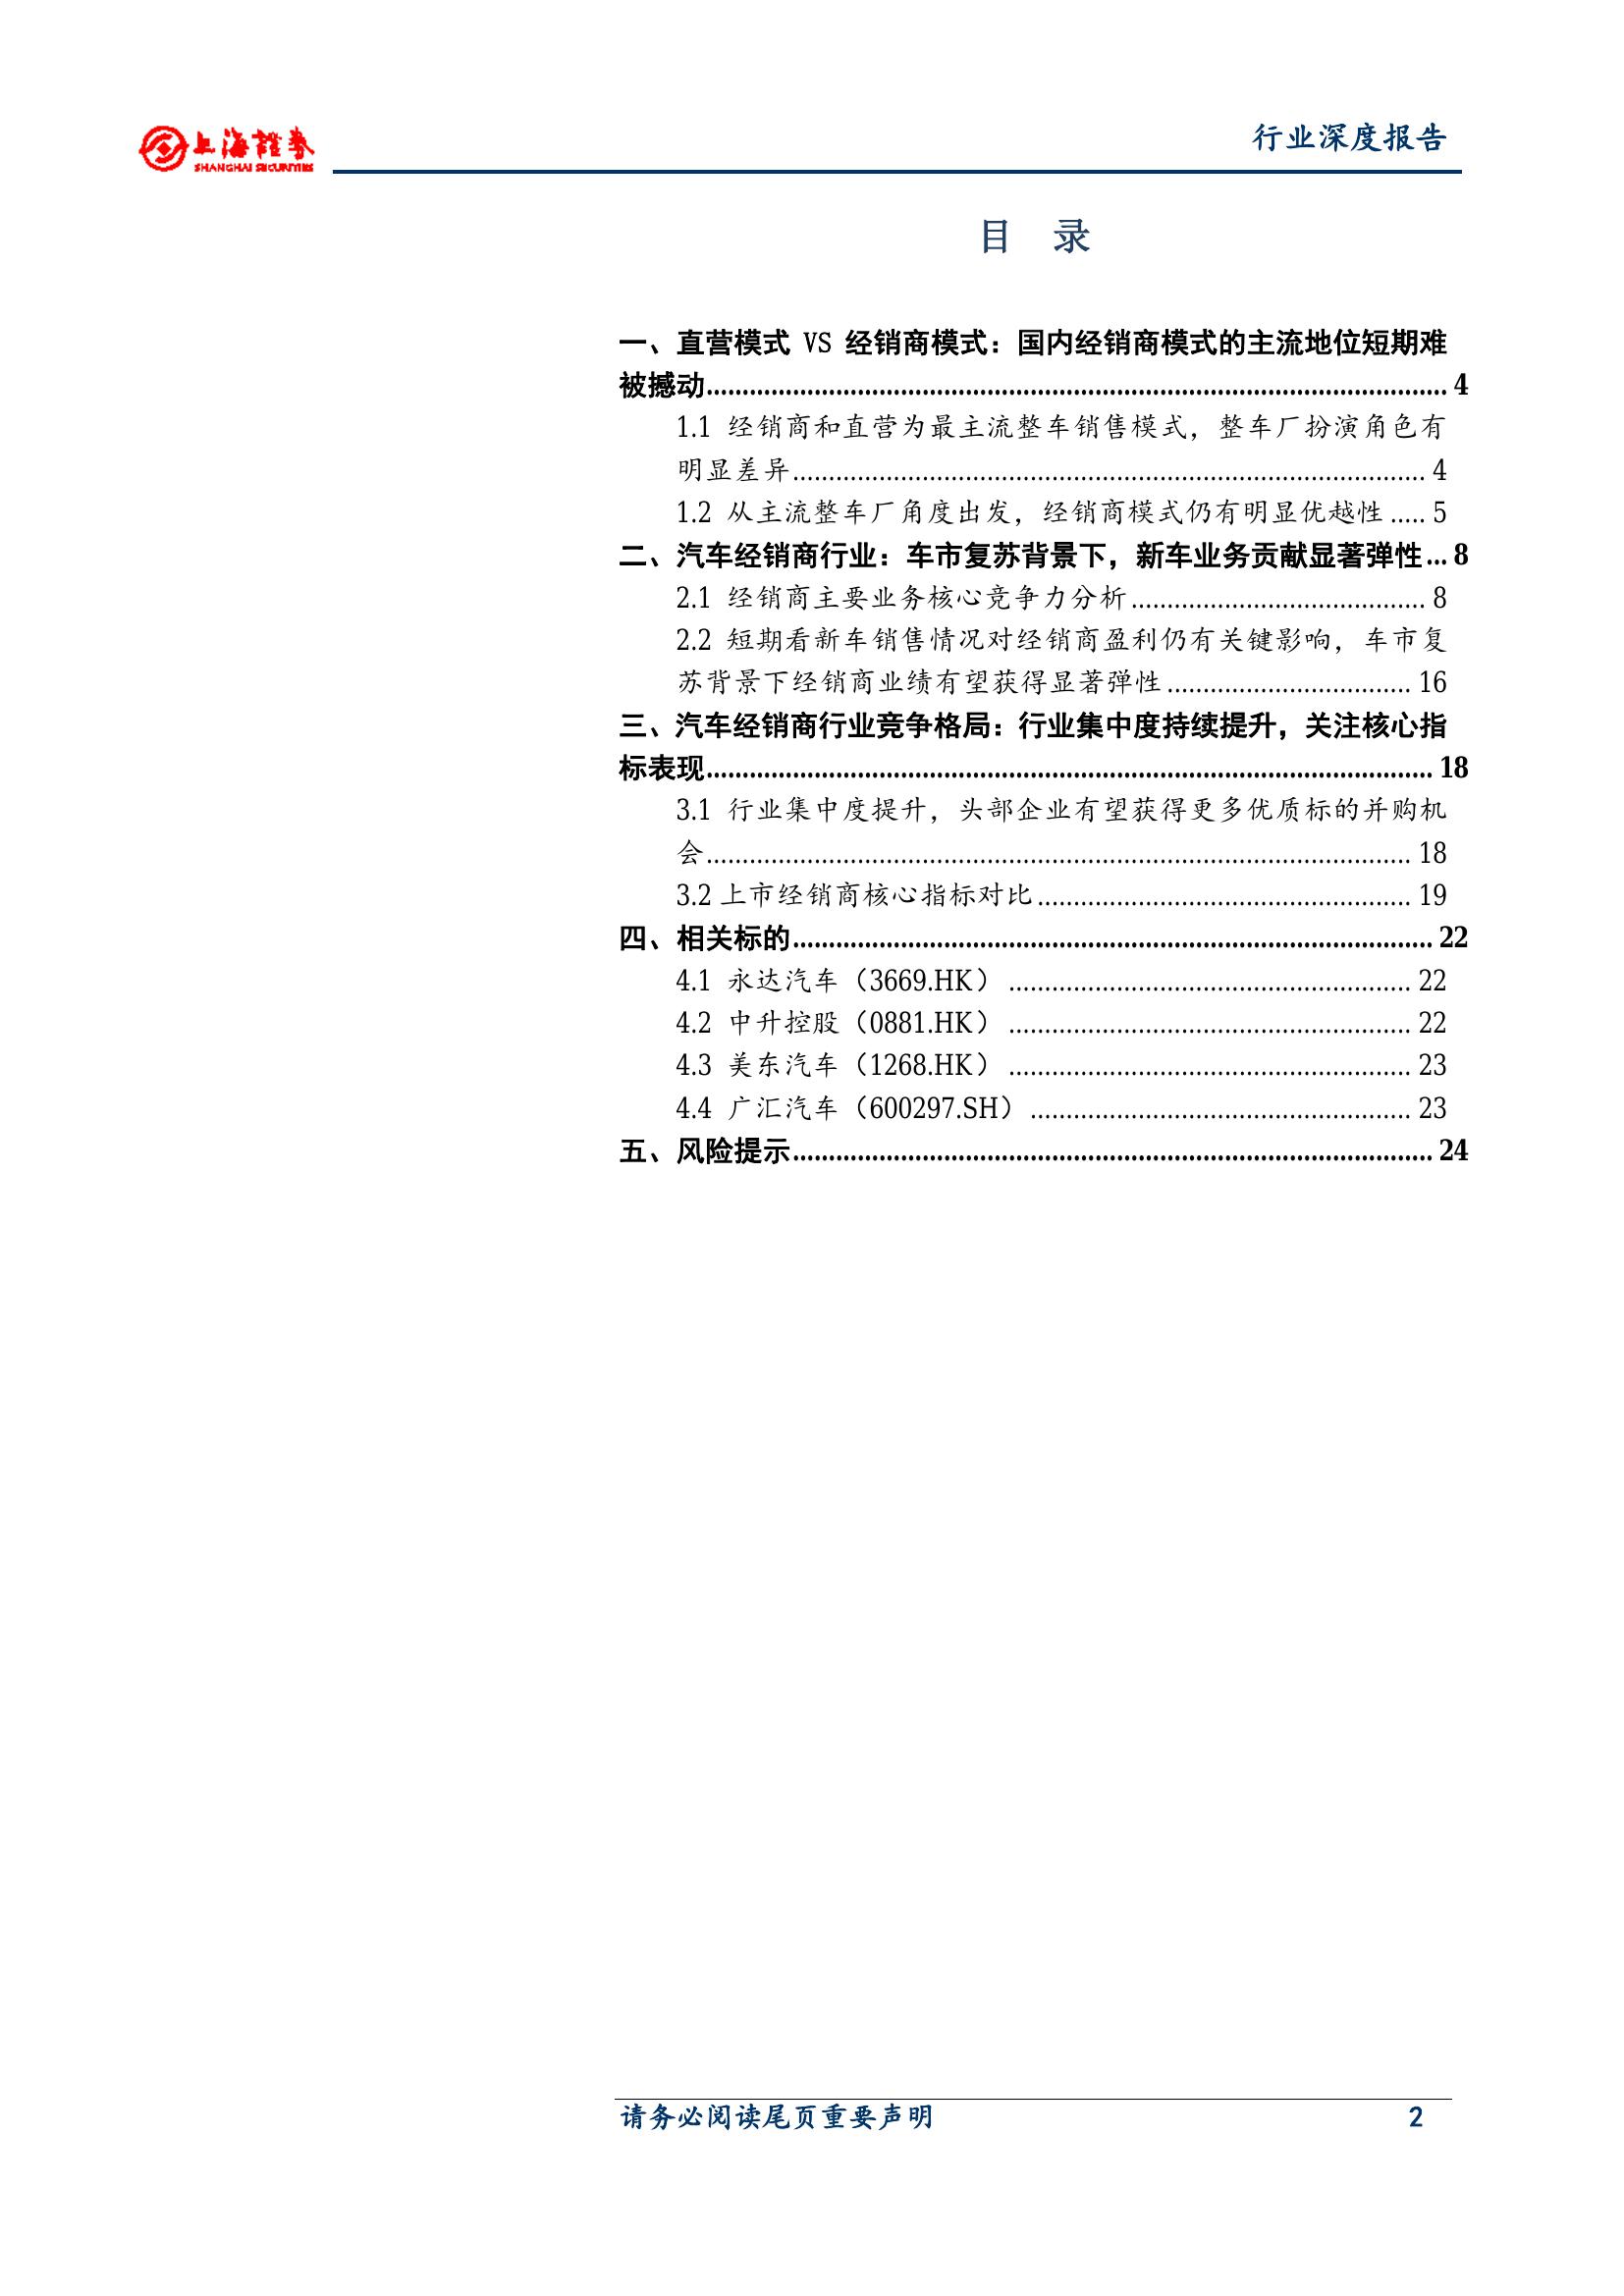 上海證券
SHANGHAI SECURITIES
行业深度报告
目 录
一、直营模式 VS 经销商模式：国内经销商模式的主流地位短期难
被撼动........................................................................ 4
1.1 经销商和直营为最主流整车销售模式，整车厂扮演角色有
明显差异........................................................................ 4
1.2 从主流整车厂角度出发，经销商模式仍有明显优越性..... 5
二、汽车经销商行业：车市复苏背景下，新车业务贡献显著弹性... 8
2.1 经销商主要业务核心竞争力分析......................................... 8
2.2 短期看新车销售情况对经销商盈利仍有关键影响，车市复
苏背景下经销商业绩有望获得显著弹性.................................. 16
三、汽车经销商行业竞争格局：行业集中度持续提升，关注核心指
标表现........................................................................ 18
3.1 行业集中度提升，头部企业有望获得更多优质标的并购机
会........................................................................ 18
3.2 上市经销商核心指标对比.................................................... 19
四、相关标的........................................................................ 22
4.1 永达汽车（3669.HK）........................................................ 22
4.2 中升控股（0881.HK）........................................................ 22
4.3 美东汽车（1268.HK）........................................................ 23
4.4 广汇汽车（600297.SH）..................................................... 23
五、风险提示........................................................................ 24
请务必阅读尾页重要声明 2